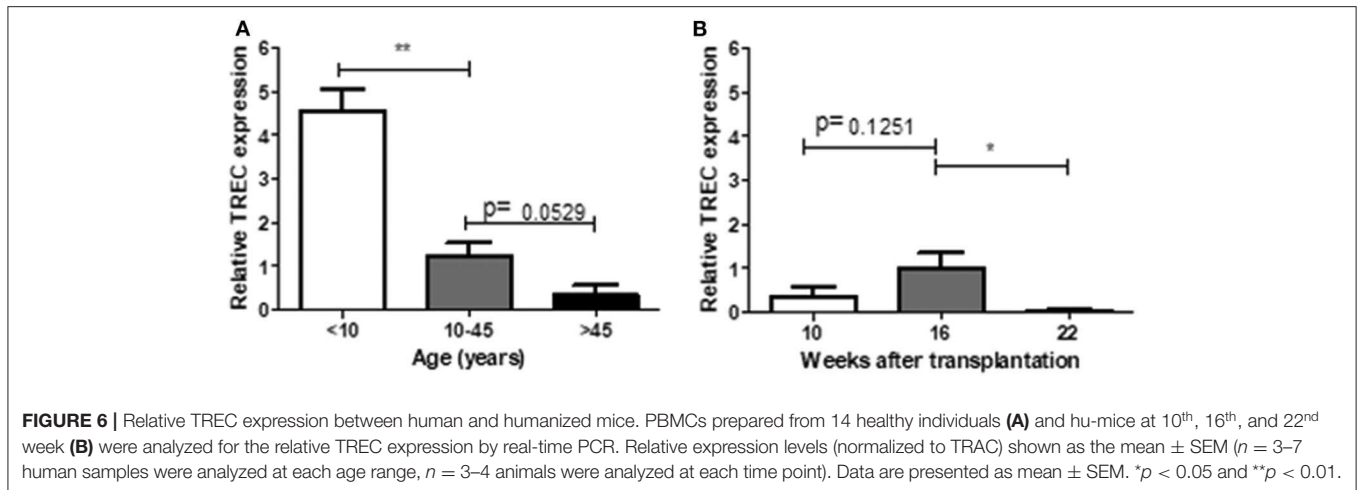 A
6
5
4
3
2
1
0
Relative TREC expression
**
p= 0.0529
<10 10-45 >45
Age (years)
B
6
5
4
3
2
1
0
Relative TREC expression
p= 0.1251
*
10 16 22
Weeks after transplantation
FIGURE 6 | Relative TREC expression between human and humanized mice. PBMCs prepared from 14 healthy individuals (A) and hu-mice at 10th, 16th, and 22nd
week (B) were analyzed for the relative TREC expression by real-time PCR. Relative expression levels (normalized to TRAC) shown as the mean ± SEM (n = 3–7
human samples were analyzed at each age range, n = 3–4 animals were analyzed at each time point). Data are presented as mean ± SEM. *p < 0.05 and **p < 0.01.